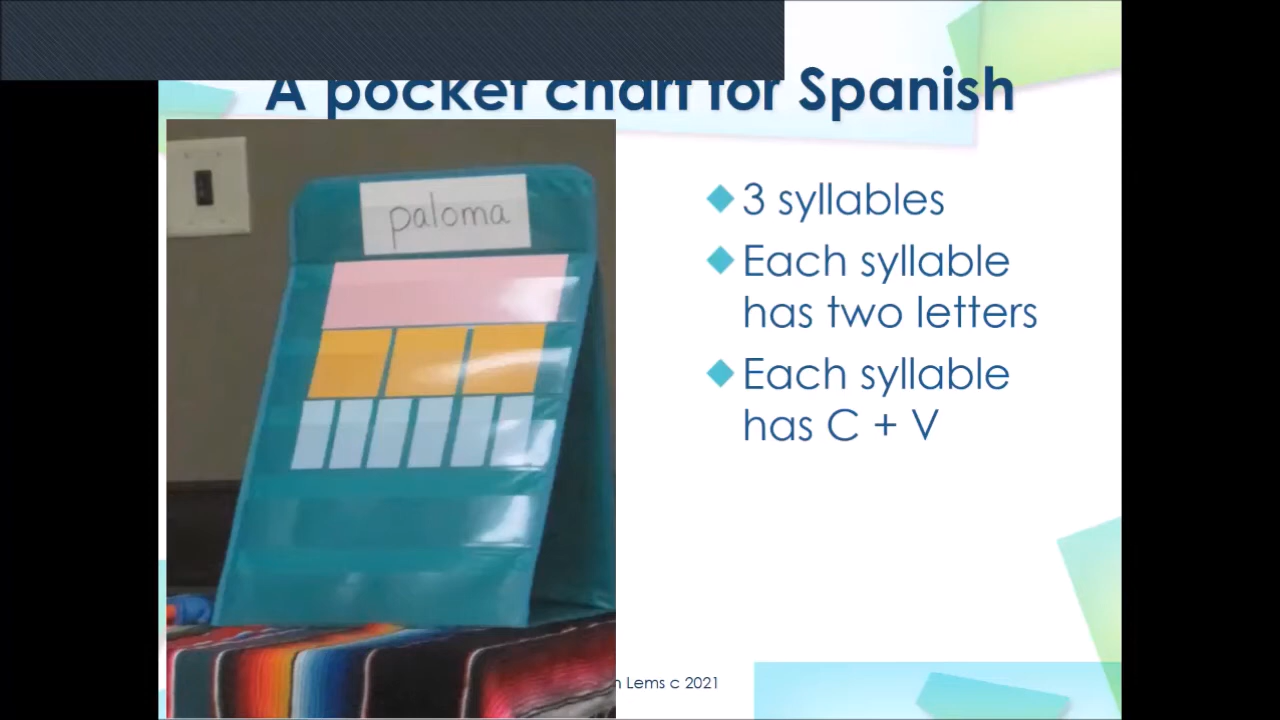 A pocket chart for Spanish
paloma
3 syllables
Each syllable
has two letters
Each syllable
has C + V
Lems c 2021